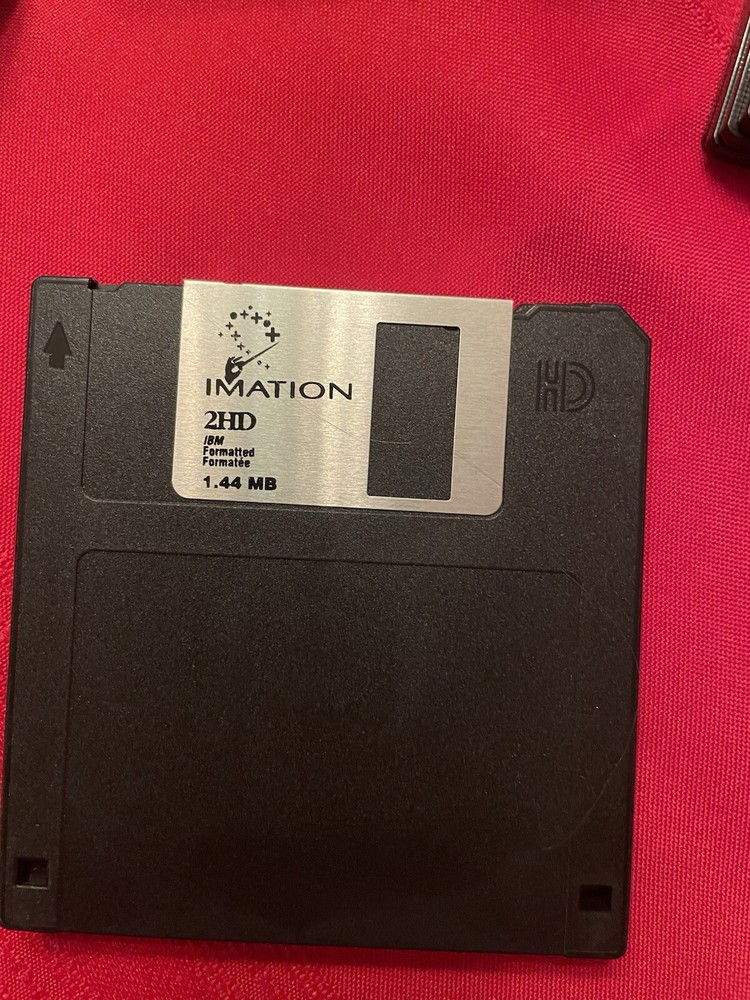 IMATION
2HD
IBM
Formatted
Formatée
1.44 MB
HD